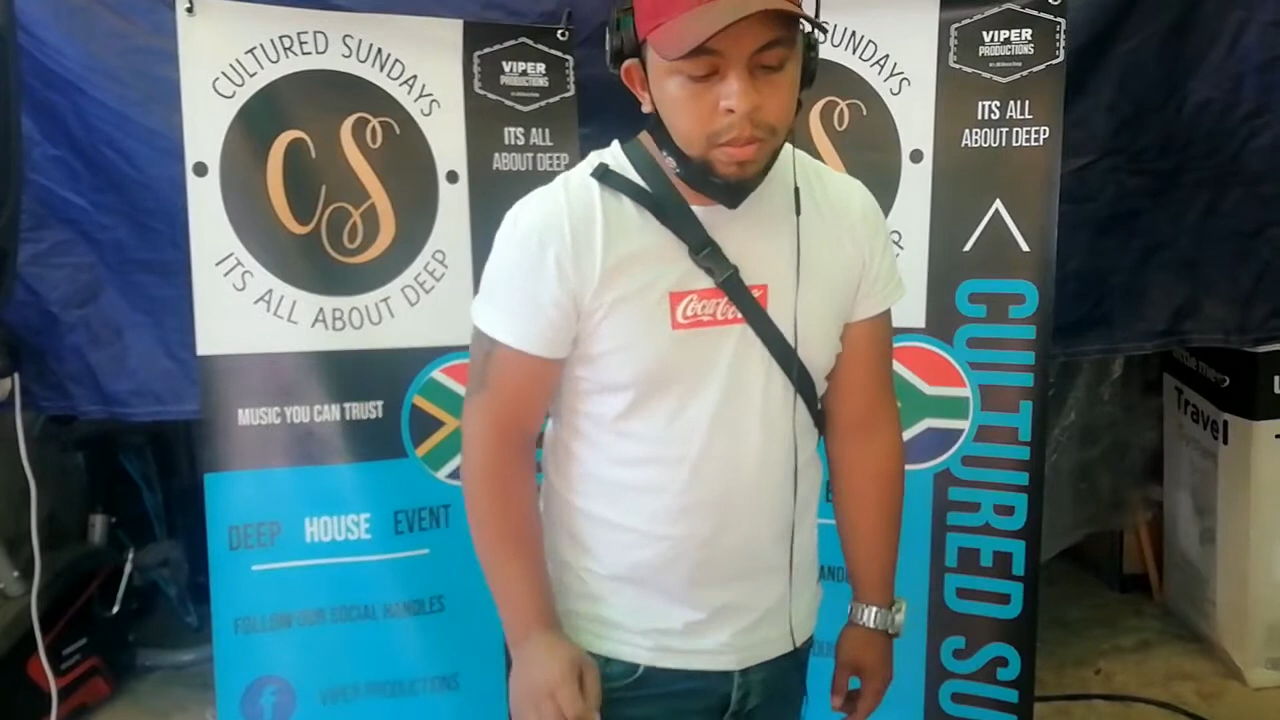 CULTURED SUNDAYS
CS
ITS ALL ABOUT DEEP
VIPER
PRODUCTIONS
ITS ALL
ABOUT DEEP
MUSIC YOU CAN TRUST
DEEP HOUSE EVENT
FOLLOW OUR SOCIAL HANDLES
f
VIPER PRODUCTIONS
Coca-Co
SUNDAYS
S
VIPER
PRODUCTIONS
ITS ALL
ABOUT DEEP
CULTURED SU
Travel